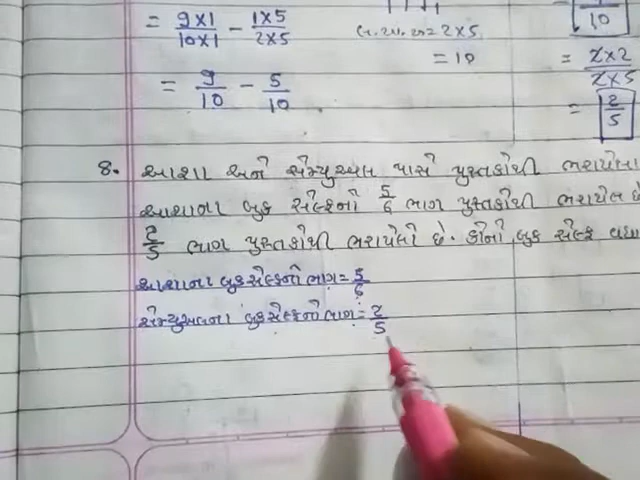 = 9×1/10×1 - 1×5/2×5
લ.સા.અ = 2×5
= 10
= 9/10 - 5/10
10
= 2×2/2×5
= 2/5
8. આશા અને સેમ્યુઅલ પાસે પુસ્તકોથી ભરાયેલા
આશાના બુક સેલ્ફનો 5/6 ભાગ પુસ્તકોથી ભરાયેલ છે
2/5 ભાગ પુસ્તકોથી ભરાયેલો છે. કોનો બુક સેલ્ફ વધા
આશાના બુકસેલ્ફનો ભાગ = 5/6
સેમ્યુઅલના બુકસેલ્ફનો ભાગ = 2/5